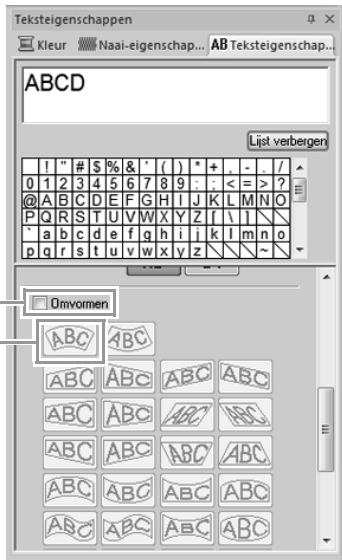 Teksteigenschappen
Kleur Naai-eigenschap... AB Teksteigenschap...
ABCD
Lijst verbergen
! " # $ % & ' ( ) * + , - . /
0 1 2 3 4 5 6 7 8 9 : ; < = > ?
@ A B C D E F G H I J K L M N O
P Q R S T U V W X Y Z [ \ ]
` a b c d e f g h i j k l m n o
p q r s t u v w x y z ~
Omvormen
ABC ABC
ABC ABC ABC ABC
ABC ABC ABC ABC
ABC ABC ABC ABC
ABC ABC ABC ABC
ABC ABC ABC ABC